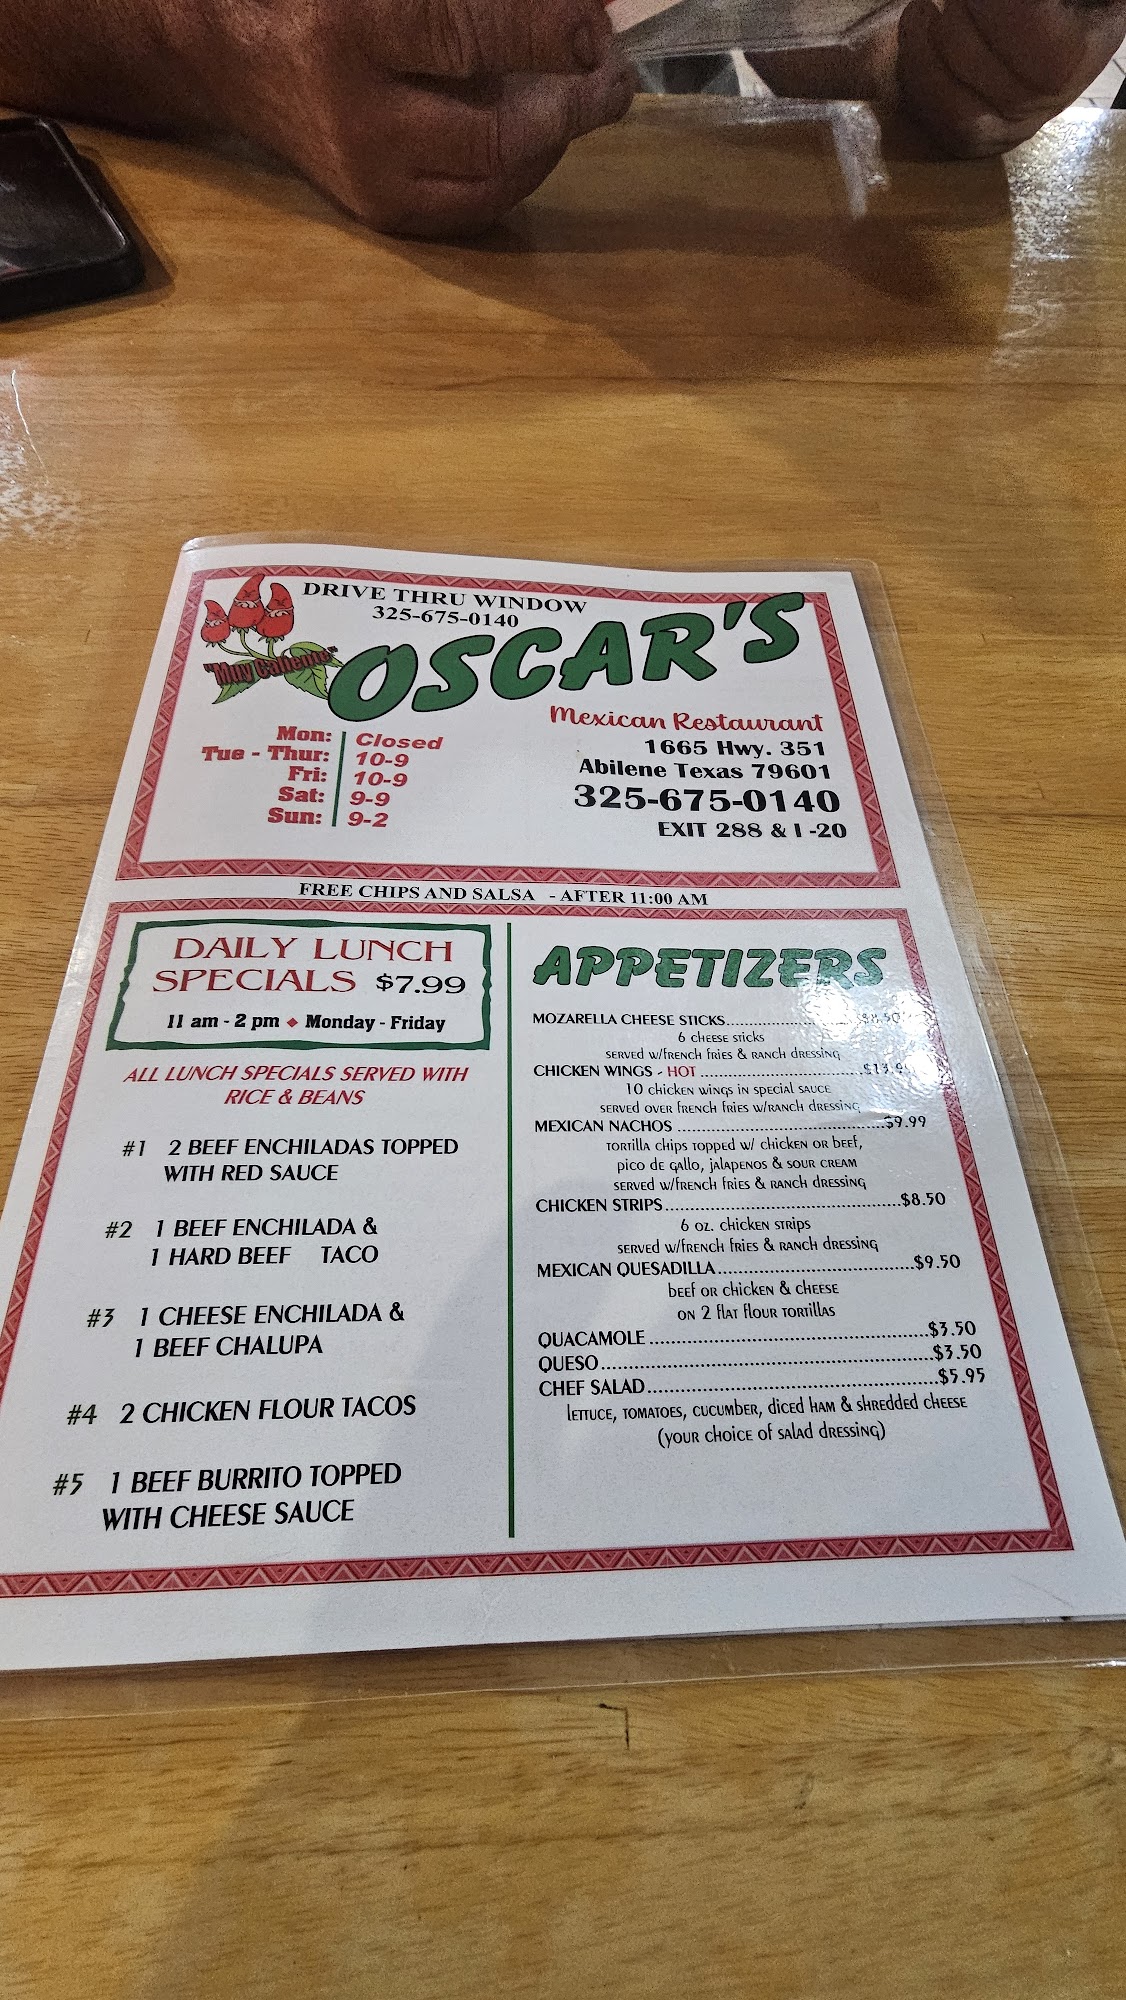 DRIVE THRU WINDOW
325-675-0140
"Muy Caliente"
OSCAR'S
Mexican Restaurant
1665 Hwy. 351
Abilene Texas 79601
325-675-0140
EXIT 288 & I -20
Mon: Closed
Tue - Thur: 10-9
Fri: 10-9
Sat: 9-9
Sun: 9-2
FREE CHIPS AND SALSA - AFTER 11:00 AM
DAILY LUNCH
SPECIALS $7.99
11 am - 2 pm ♦ Monday - Friday
ALL LUNCH SPECIALS SERVED WITH
RICE & BEANS
#1 2 BEEF ENCHILADAS TOPPED
WITH RED SAUCE
#2 1 BEEF ENCHILADA &
1 HARD BEEF TACO
#3 1 CHEESE ENCHILADA &
1 BEEF CHALUPA
#4 2 CHICKEN FLOUR TACOS
#5 1 BEEF BURRITO TOPPED
WITH CHEESE SAUCE
APPETIZERS
MOZARELLA CHEESE STICKS..............................$8.50
6 cheese sticks
served w/french fries & ranch dressing
CHICKEN WINGS - HOT ..............................
10 chicken wings in special sauce
served over french fries w/ranch dressing
MEXICAN NACHOS ..............................$9.99
tortilla chips topped w/ chicken or beef,
pico de gallo, jalapenos & sour cream
served w/french fries & ranch dressing
CHICKEN STRIPS..............................$8.50
6 oz. chicken strips
served w/french fries & ranch dressing
MEXICAN QUESADILLA..............................$9.50
beef or chicken & cheese
on 2 flat flour tortillas
QUACAMOLE ..............................$3.50
QUESO..............................$3.50
CHEF SALAD..............................$5.95
lettuce, tomatoes, cucumber, diced ham & shredded cheese
(your choice of salad dressing)